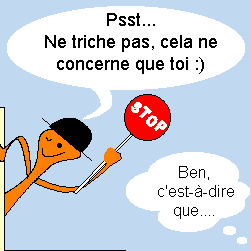 Psst...
Ne triche pas, cela ne
concerne que toi :)
STOP
Ben,
c'est-à-dire
que....